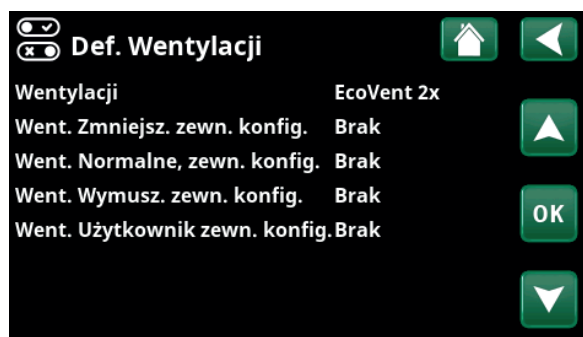 Def. Wentylacji
Wentylacji EcoVent 2x
Went. Zmniejsz. zewn. konfig. Brak
Went. Normalne, zewn. konfig. Brak
Went. Wymusz. zewn. konfig. Brak
Went. Użytkownik zewn. konfig. Brak
OK